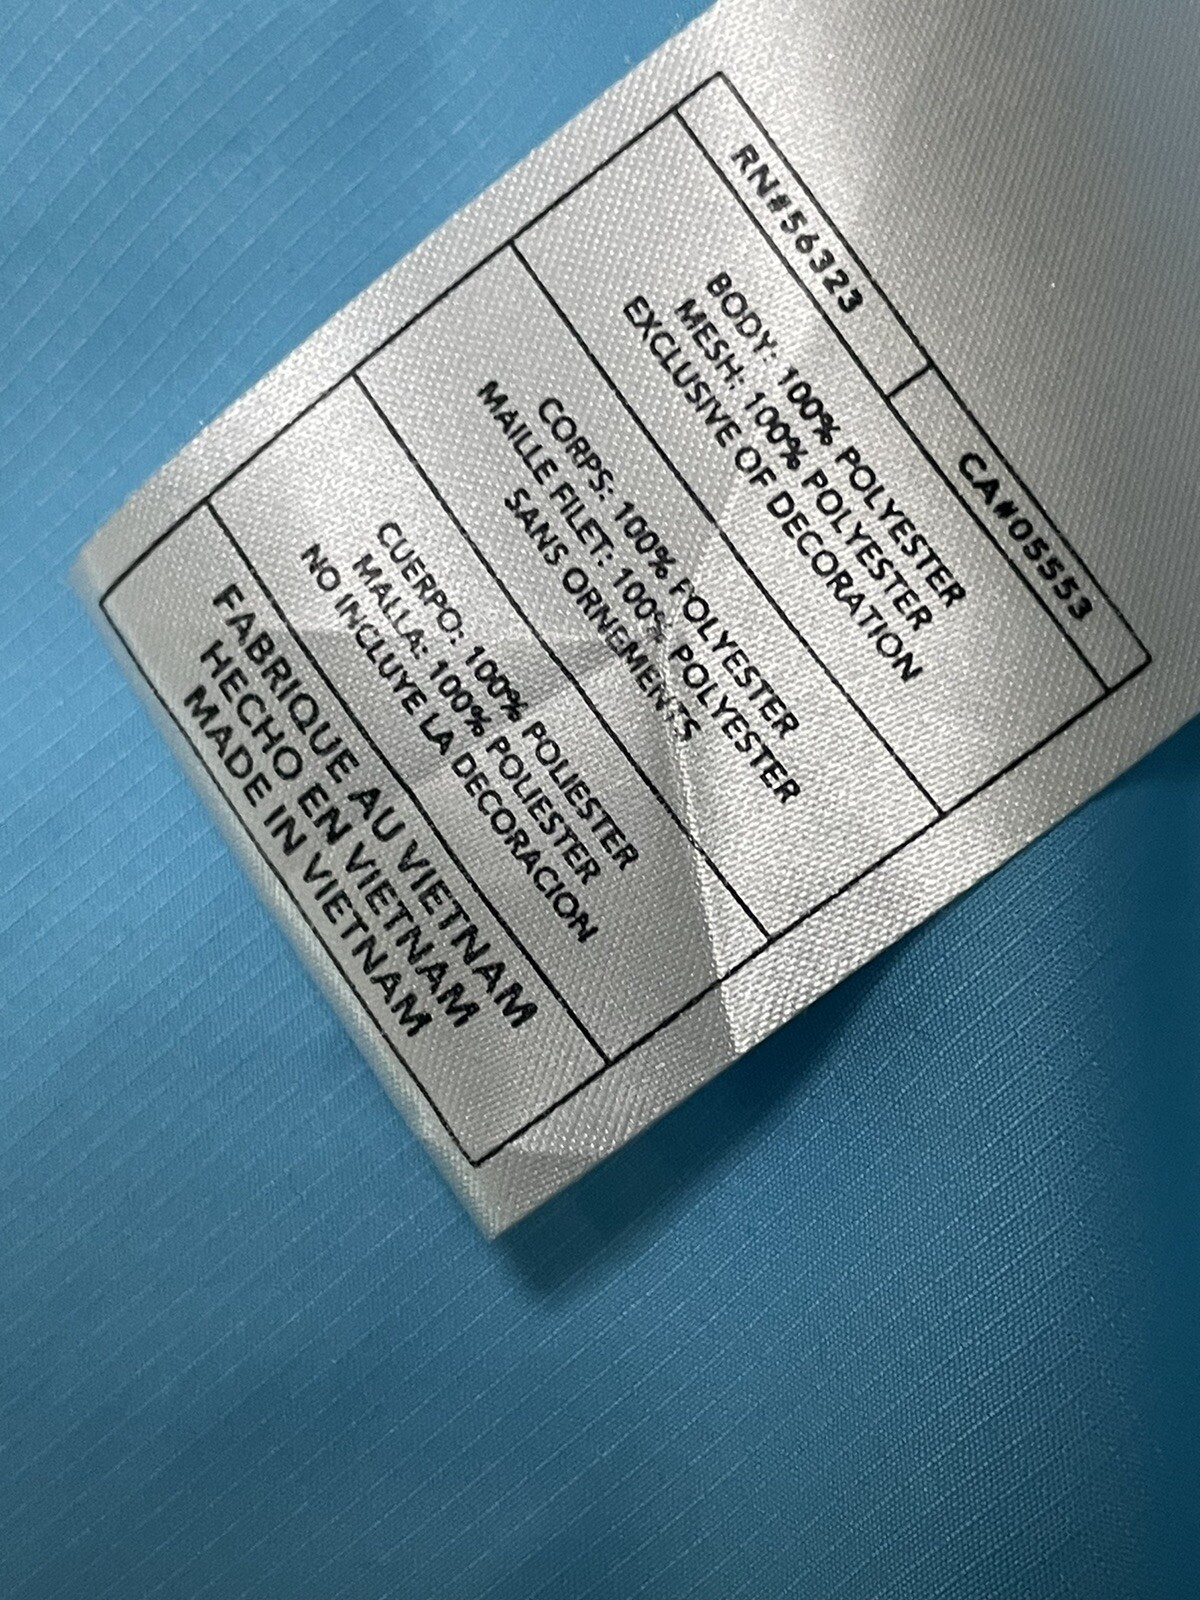 RN#56323 CA#05553
BODY: 100% POLYESTER
MESH: 100% POLYESTER
EXCLUSIVE OF DECORATION
CORPS: 100% POLYESTER
MAILLE FILET: 100% POLYESTER
SANS ORNEMENTS
CUERPO: 100% POLIESTER
MALLA: 100% POLIESTER
NO INCLUYE LA DECORACION
FABRIQUE AU VIETNAM
HECHO EN VIETNAM
MADE IN VIETNAM